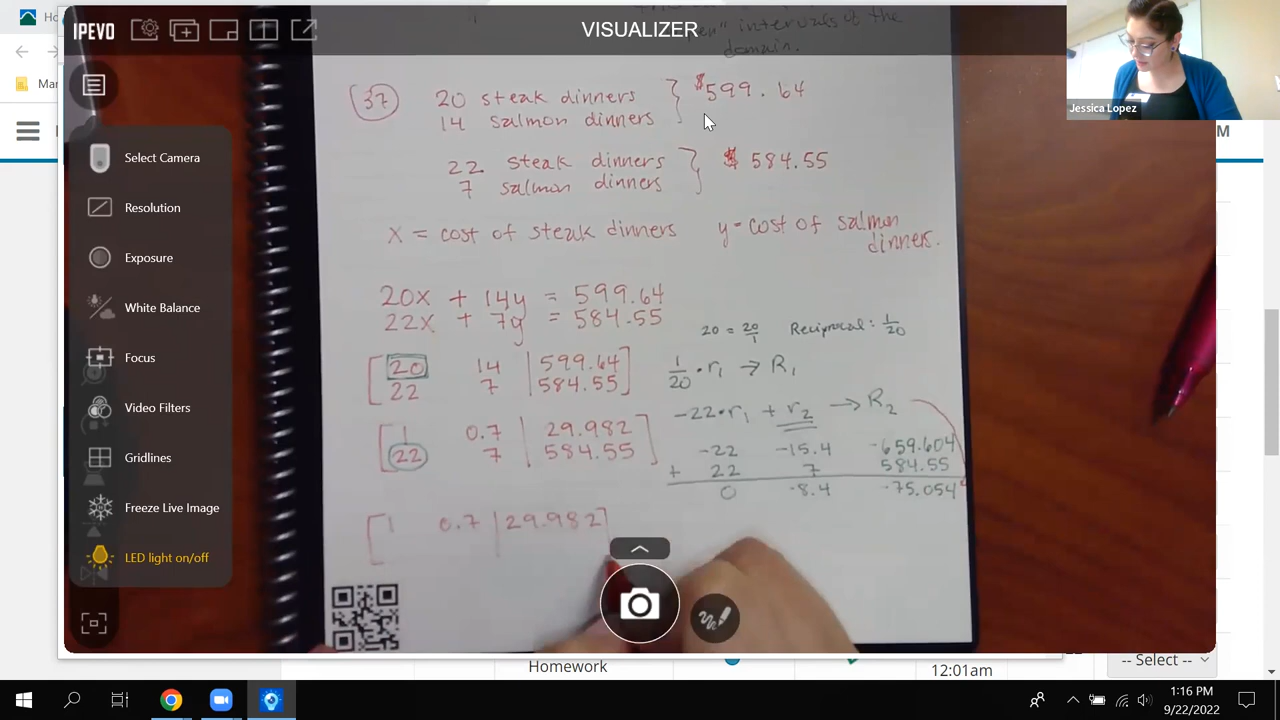 IPEVO
VISUALIZER
intervals of the
domain.
Jessica Lopez
Select Camera
Resolution
Exposure
White Balance
Focus
Video Filters
Gridlines
Freeze Live Image
LED light on/off
37 20 steak dinners $599.64
14 salmon dinners
22 steak dinners $ 584.55
7 salmon dinners
x = cost of steak dinners y = cost of salmon
dinners.
20x + 14y = 599.64
22x + 7y = 584.55
20 = 20/1 Reciprocal: 1/20
[20 14 | 599.64]
[22 7 | 584.55]
1/20 · r₁ → R₁
-22·r₁ + r₂ → R₂
[1 0.7 | 29.982]
[22 7 | 584.55]
-22 -15.4 -659.604
+ 22 7 584.55
0 -8.4 -75.054
[1 0.7 | 29.982]
Homework
12:01am
-- Select --
1:16 PM
9/22/2022